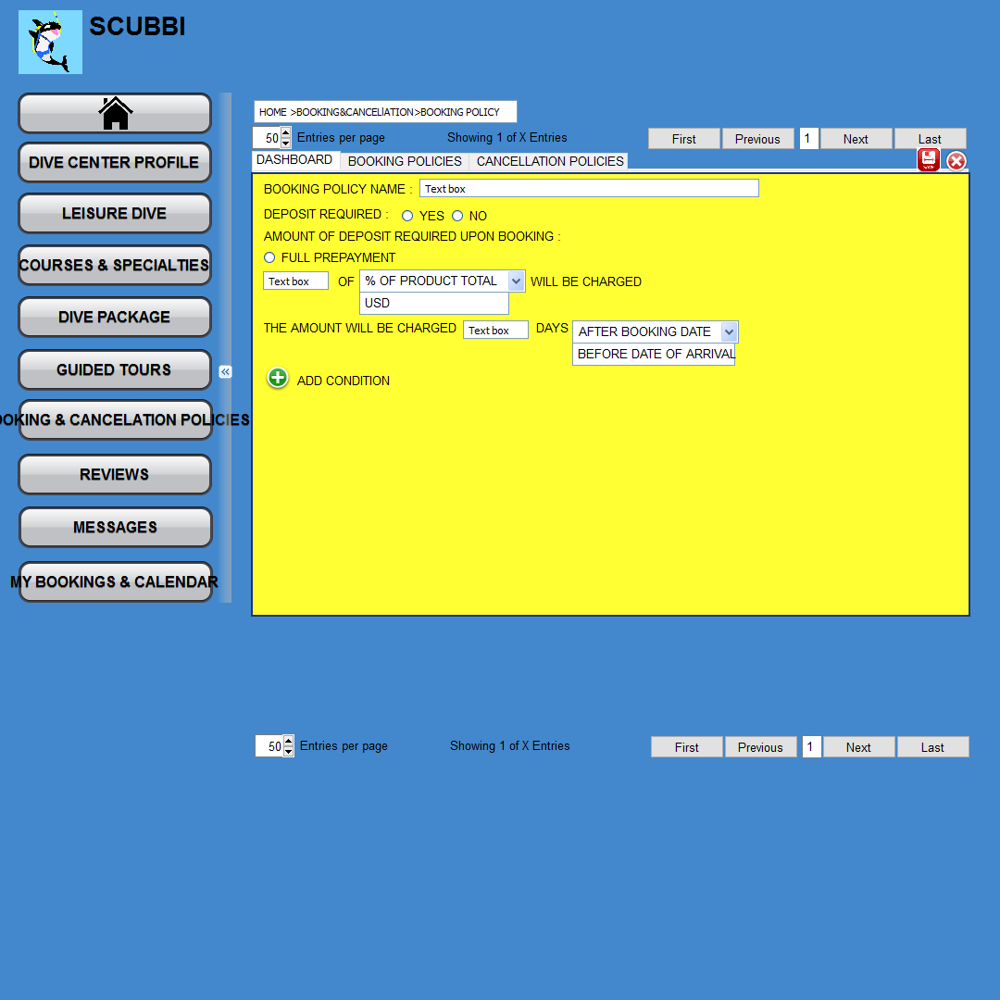 SCUBBI
DIVE CENTER PROFILE
LEISURE DIVE
COURSES & SPECIALTIES
DIVE PACKAGE
GUIDED TOURS
OOKING & CANCELATION POLICIES
REVIEWS
MESSAGES
MY BOOKINGS & CALENDAR
HOME >BOOKING&CANCELlATION>BOOKING POLICY
50 Entries per page Showing 1 of X Entries First Previous 1 Next Last
DASHBOARD BOOKING POLICIES CANCELLATION POLICIES SAVE
BOOKING POLICY NAME : Text box
DEPOSIT REQUIRED : YES NO
AMOUNT OF DEPOSIT REQUIRED UPON BOOKING :
FULL PREPAYMENT
Text box OF % OF PRODUCT TOTAL WILL BE CHARGED
USD
THE AMOUNT WILL BE CHARGED Text box DAYS AFTER BOOKING DATE
BEFORE DATE OF ARRIVAL
ADD CONDITION
50 Entries per page Showing 1 of X Entries First Previous 1 Next Last